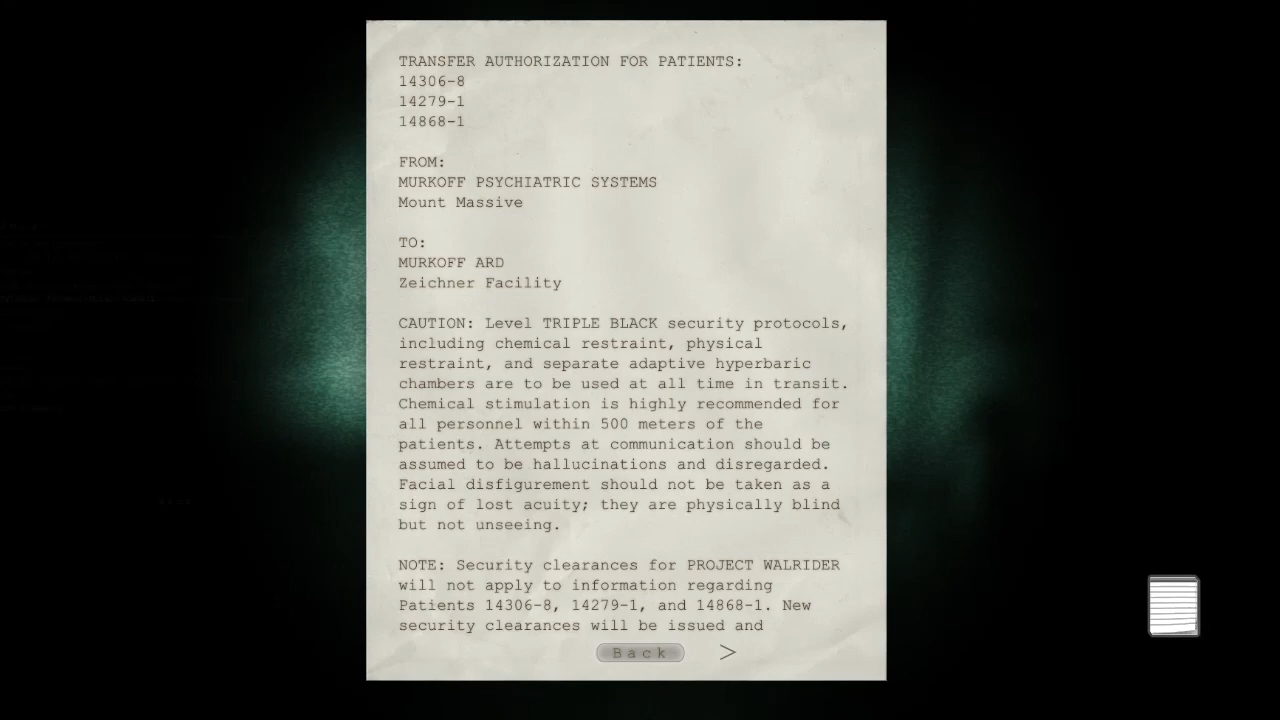 TRANSFER AUTHORIZATION FOR PATIENTS:
14306-8
14279-1
14868-1
FROM:
MURKOFF PSYCHIATRIC SYSTEMS
Mount Massive
TO:
MURKOFF ARD
Zeichner Facility
CAUTION: Level TRIPLE BLACK security protocols,
including chemical restraint, physical
restraint, and separate adaptive hyperbaric
chambers are to be used at all time in transit.
Chemical stimulation is highly recommended for
all personnel within 500 meters of the
patients. Attempts at communication should be
assumed to be hallucinations and disregarded.
Facial disfigurement should not be taken as a
sign of lost acuity; they are physically blind
but not unseeing.
NOTE: Security clearances for PROJECT WALRIDER
will not apply to information regarding
Patients 14306-8, 14279-1, and 14868-1. New
security clearances will be issued and
Back >